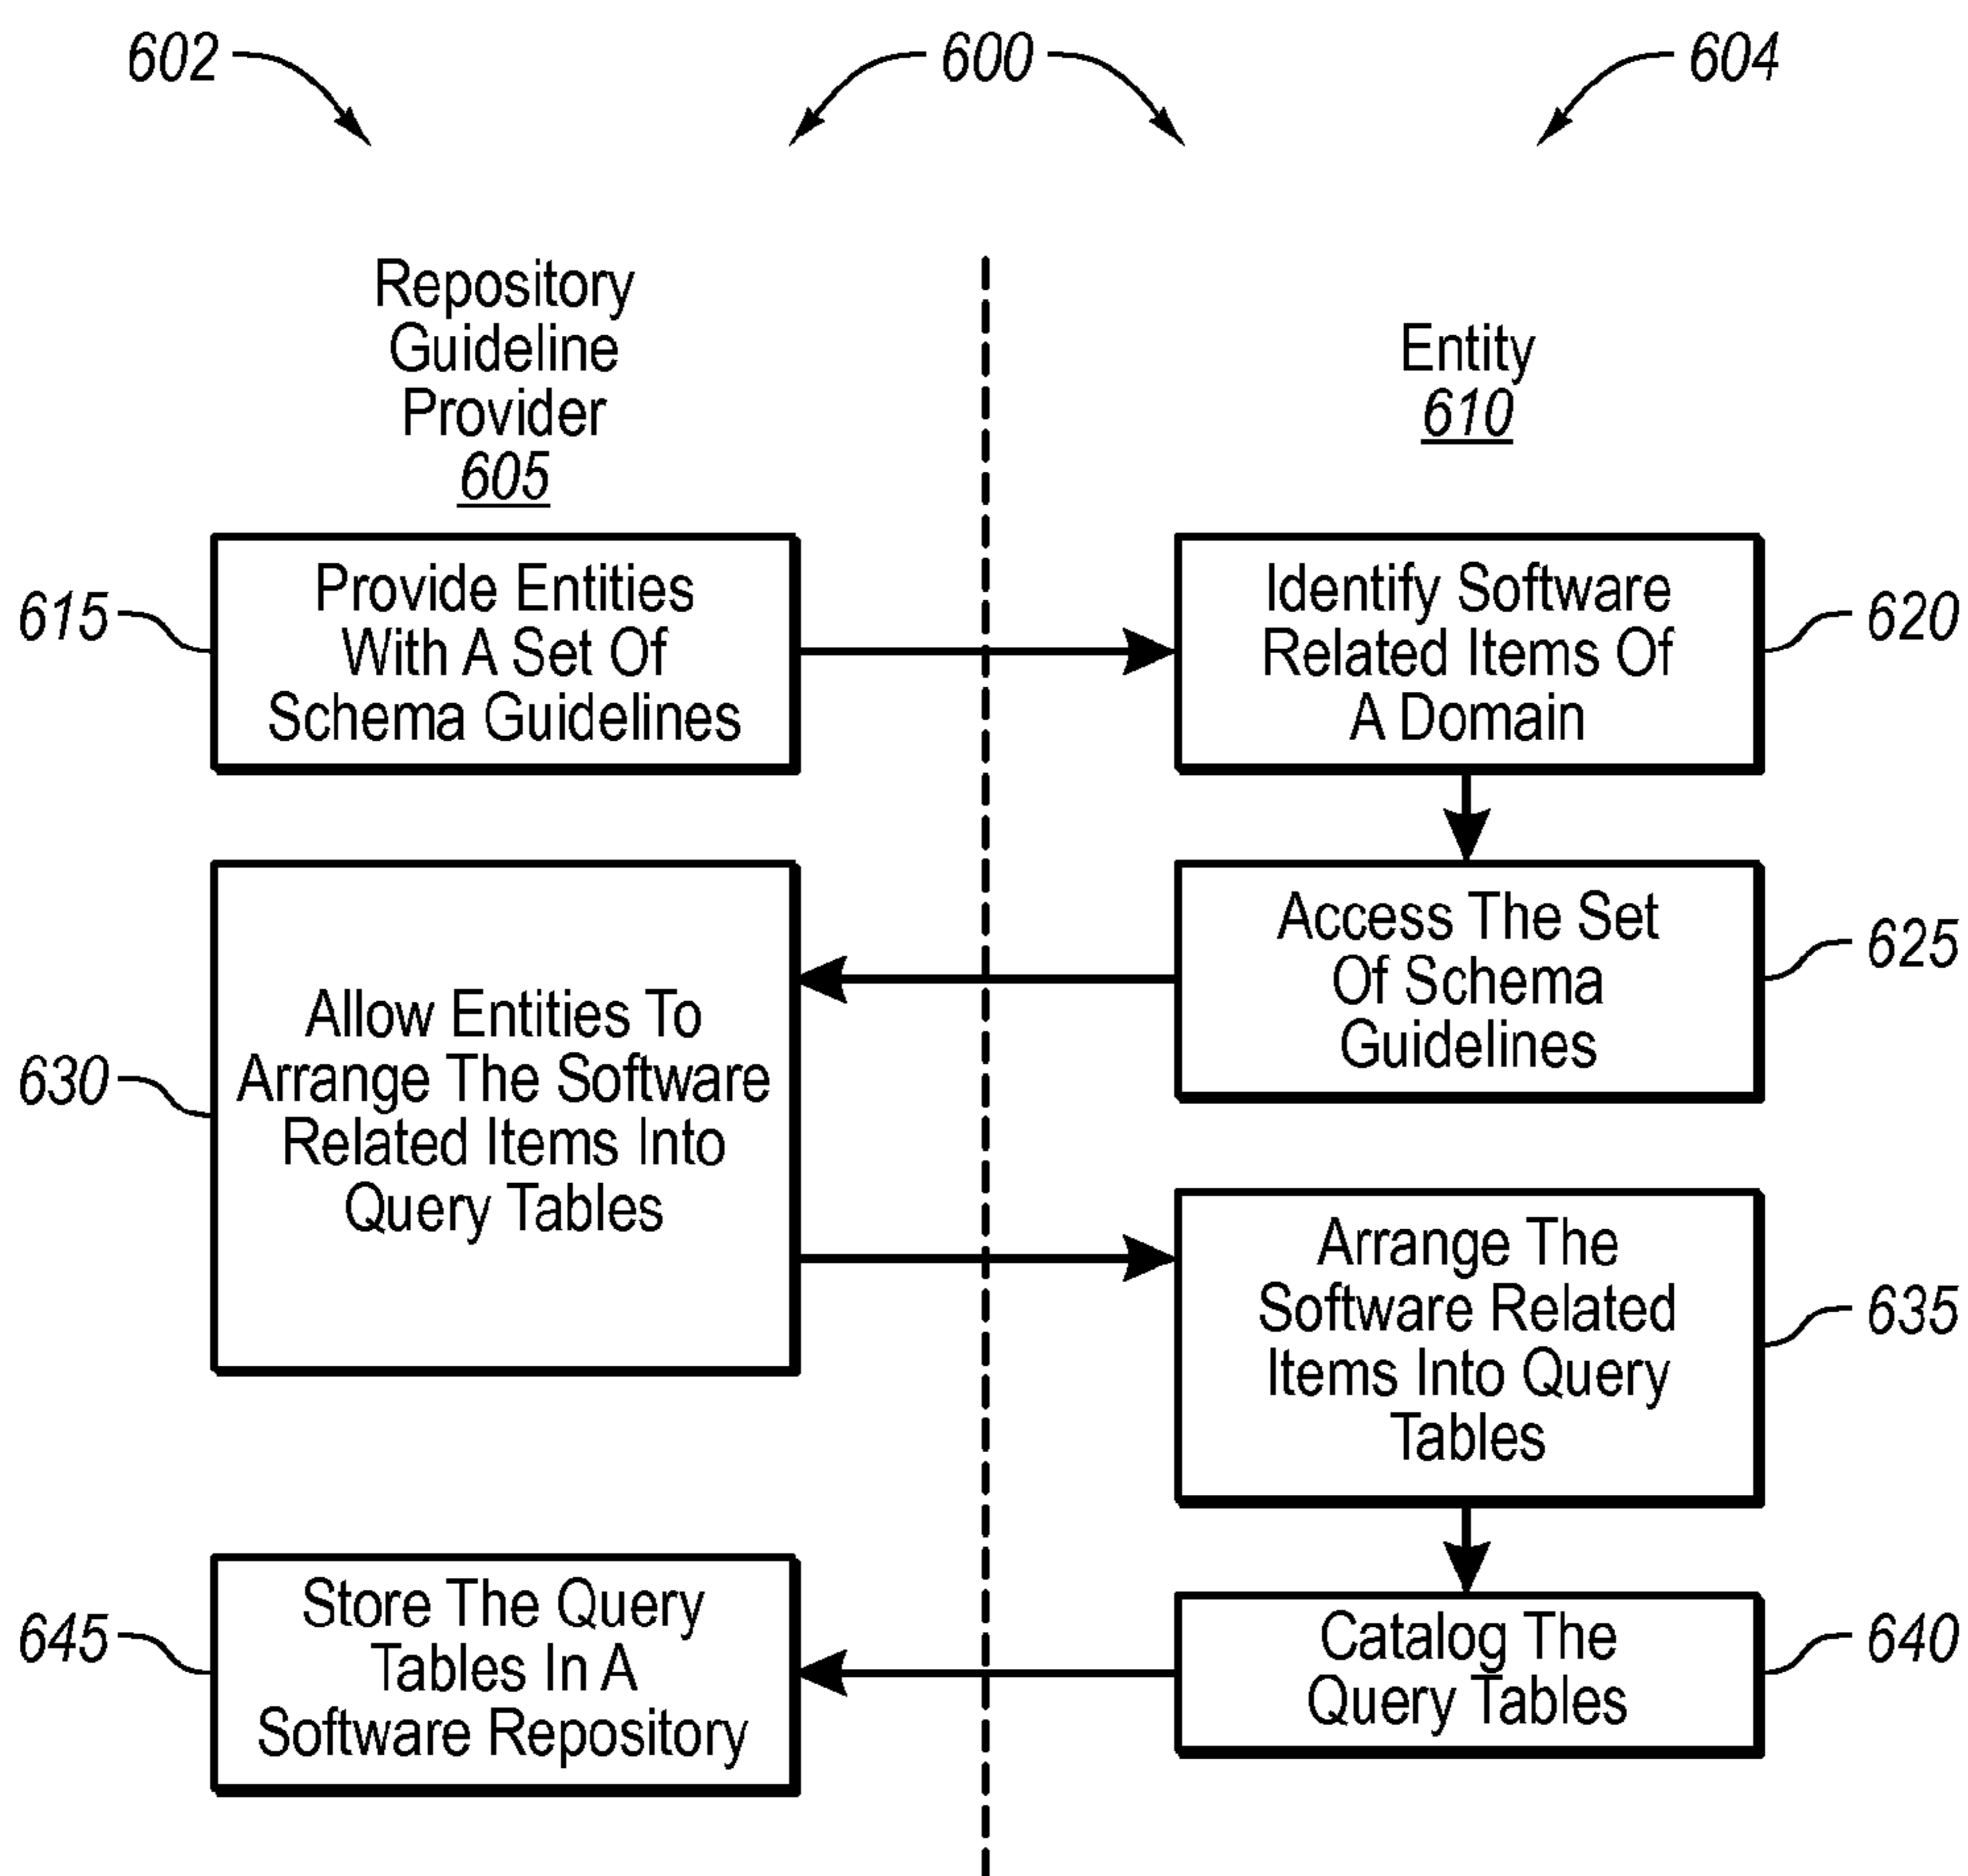 602
600
604
Repository
Guideline
Provider
605
Entity
610
615
Provide Entities
With A Set Of
Schema Guidelines
Identify Software
Related Items Of
A Domain
620
Access The Set
Of Schema
Guidelines
625
630
Allow Entities To
Arrange The Software
Related Items Into
Query Tables
Arrange The
Software Related
Items Into Query
Tables
635
645
Store The Query
Tables In A
Software Repository
Catalog The
Query Tables
640